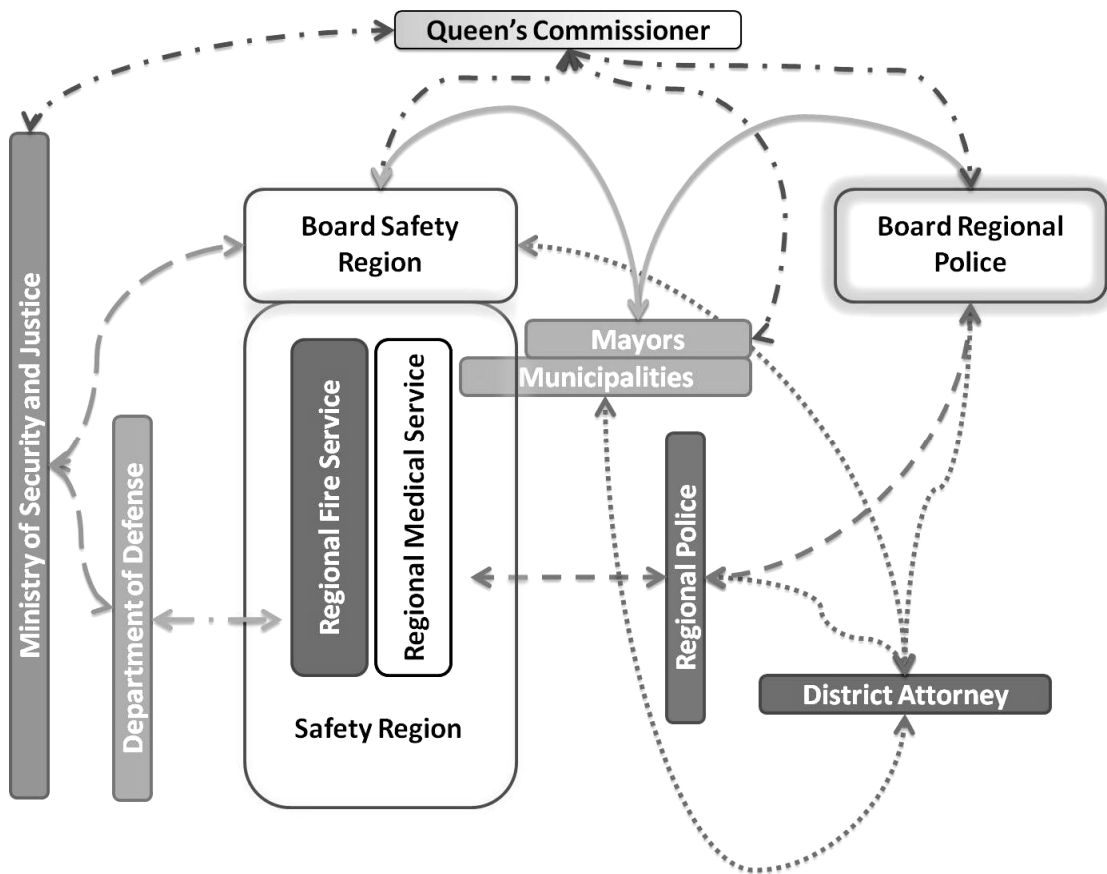 Queen's Commissioner
Board Safety
Region
Board Regional
Police
Mayors
Municipalities
Ministry of Security and Justice
Department of Defense
Regional Fire Service
Regional Medical Service
Regional Police
District Attorney
Safety Region